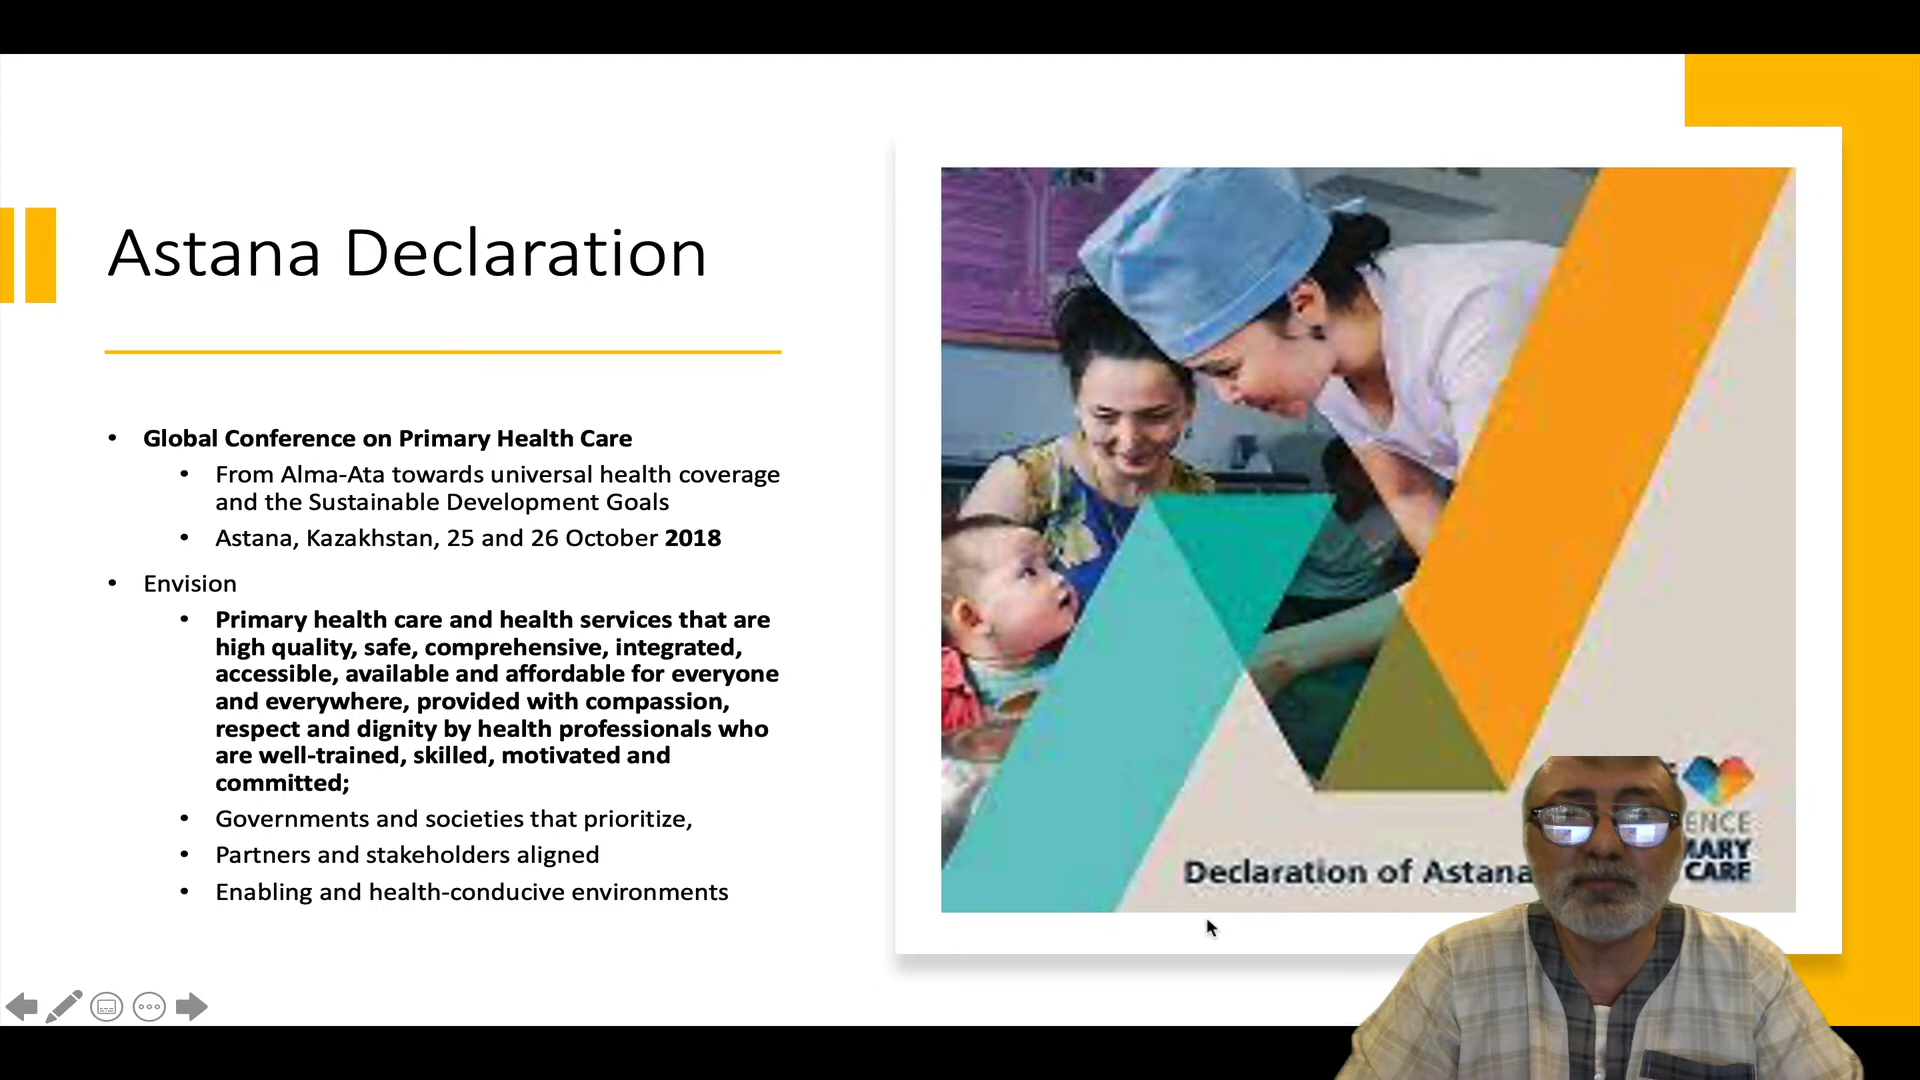 Astana Declaration
• Global Conference on Primary Health Care
• From Alma-Ata towards universal health coverage
and the Sustainable Development Goals
• Astana, Kazakhstan, 25 and 26 October 2018
• Envision
• Primary health care and health services that are
high quality, safe, comprehensive, integrated,
accessible, available and affordable for everyone
and everywhere, provided with compassion,
respect and dignity by health professionals who
are well-trained, skilled, motivated and
committed;
• Governments and societies that prioritize,
• Partners and stakeholders aligned
• Enabling and health-conducive environments
Declaration of Astana
ENCE
MARY
CARE